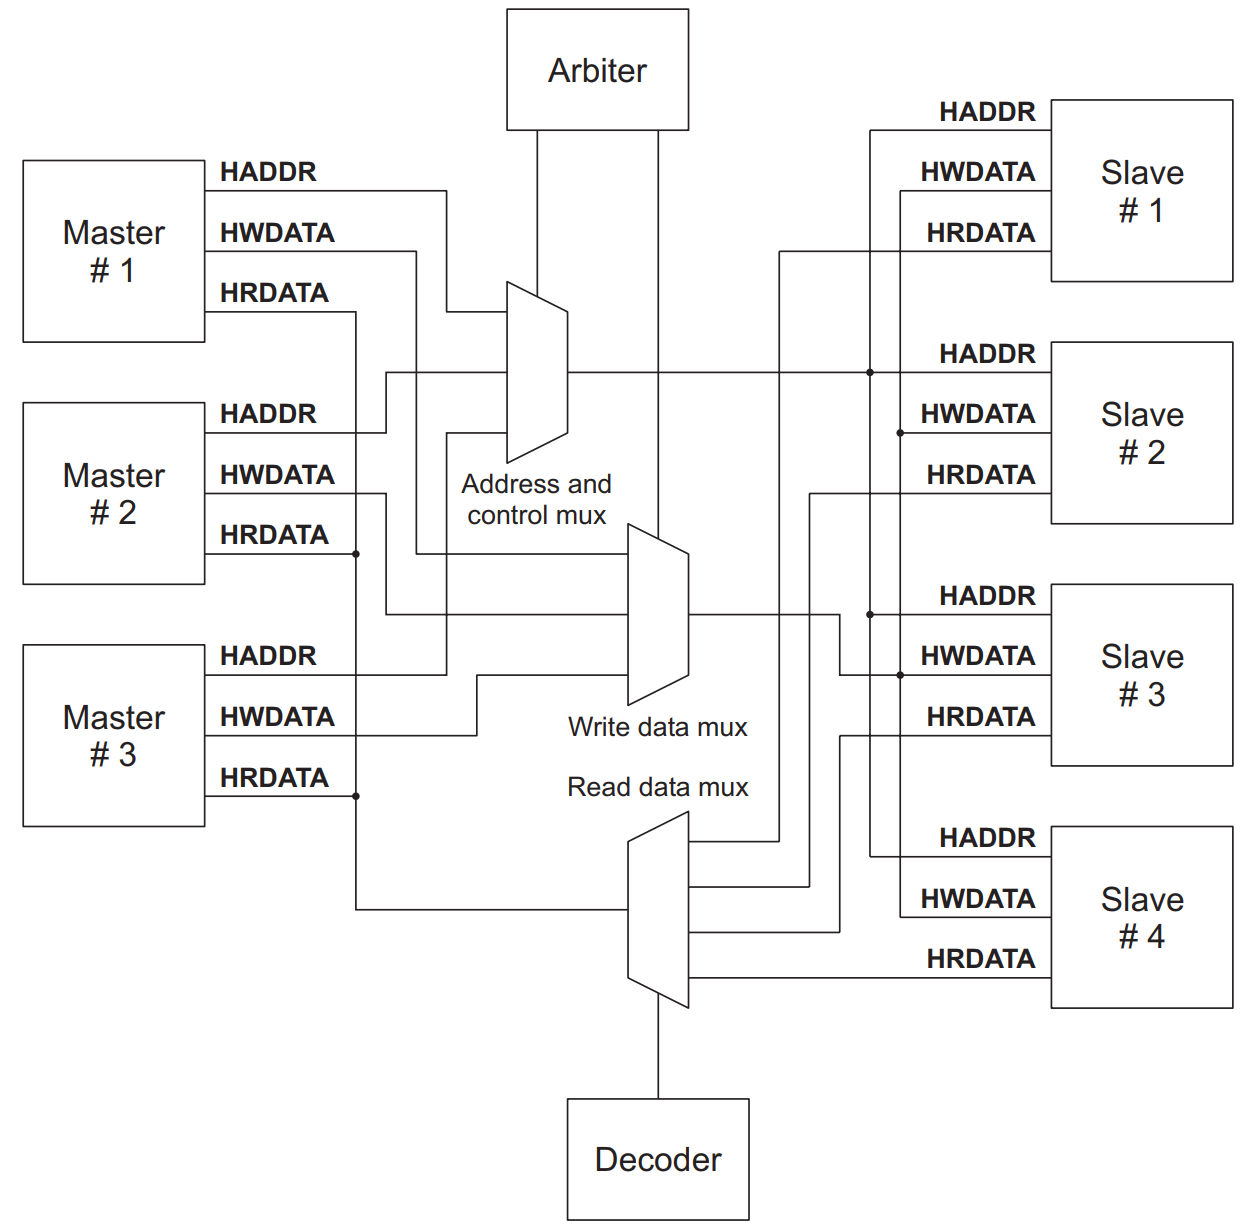 Arbiter
HADDR
HWDATA
HRDATA
Master
# 1
HADDR
HWDATA
HRDATA
Master
# 2
HADDR
HWDATA
HRDATA
Master
# 3
Address and
control mux
Write data mux
Read data mux
HADDR
HWDATA
HRDATA
Slave
# 1
HADDR
HWDATA
HRDATA
Slave
# 2
HADDR
HWDATA
HRDATA
Slave
# 3
HADDR
HWDATA
HRDATA
Slave
# 4
Decoder